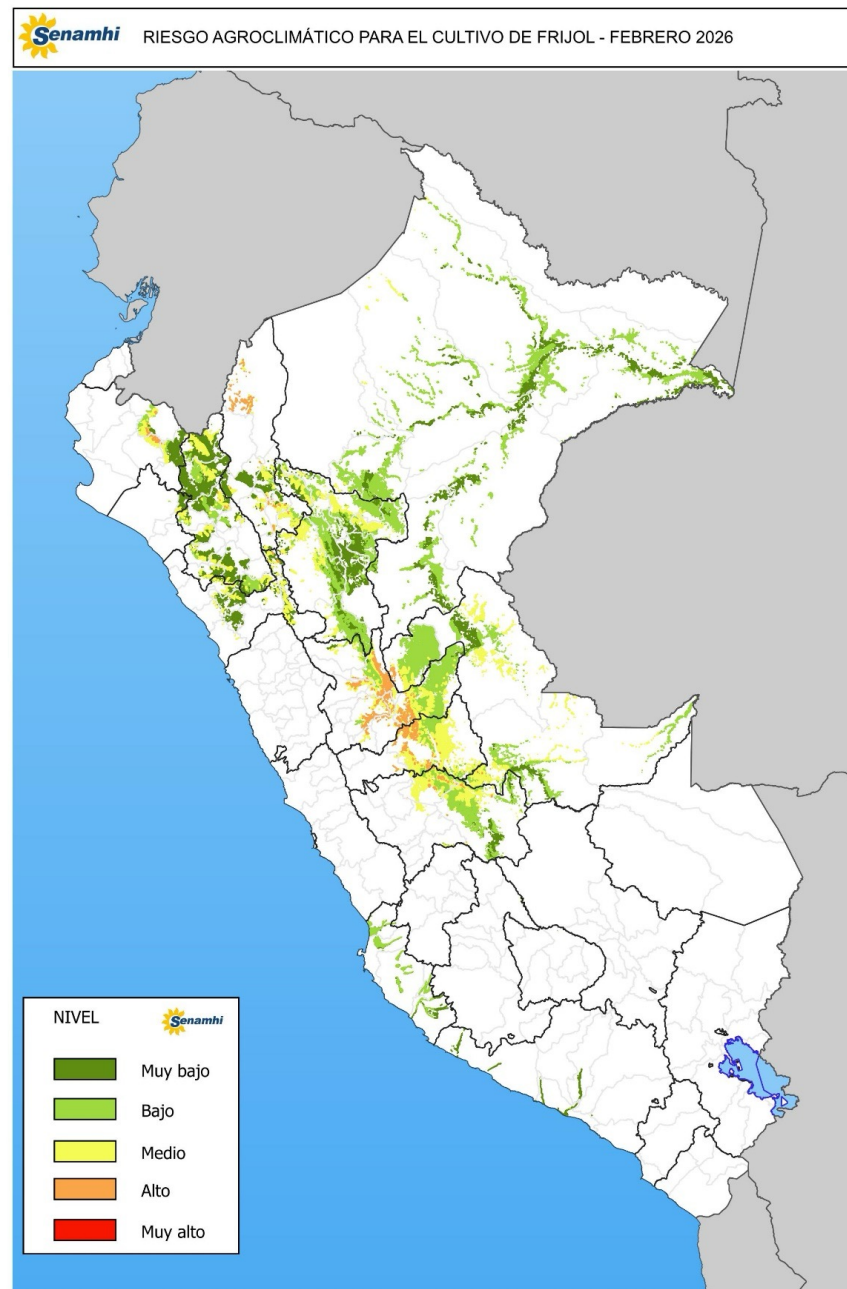 Senamhi
RIESGO AGROCLIMÁTICO PARA EL CULTIVO DE FRIJOL - FEBRERO 2026
NIVEL
Senamhi
Muy bajo
Bajo
Medio
Alto
Muy alto